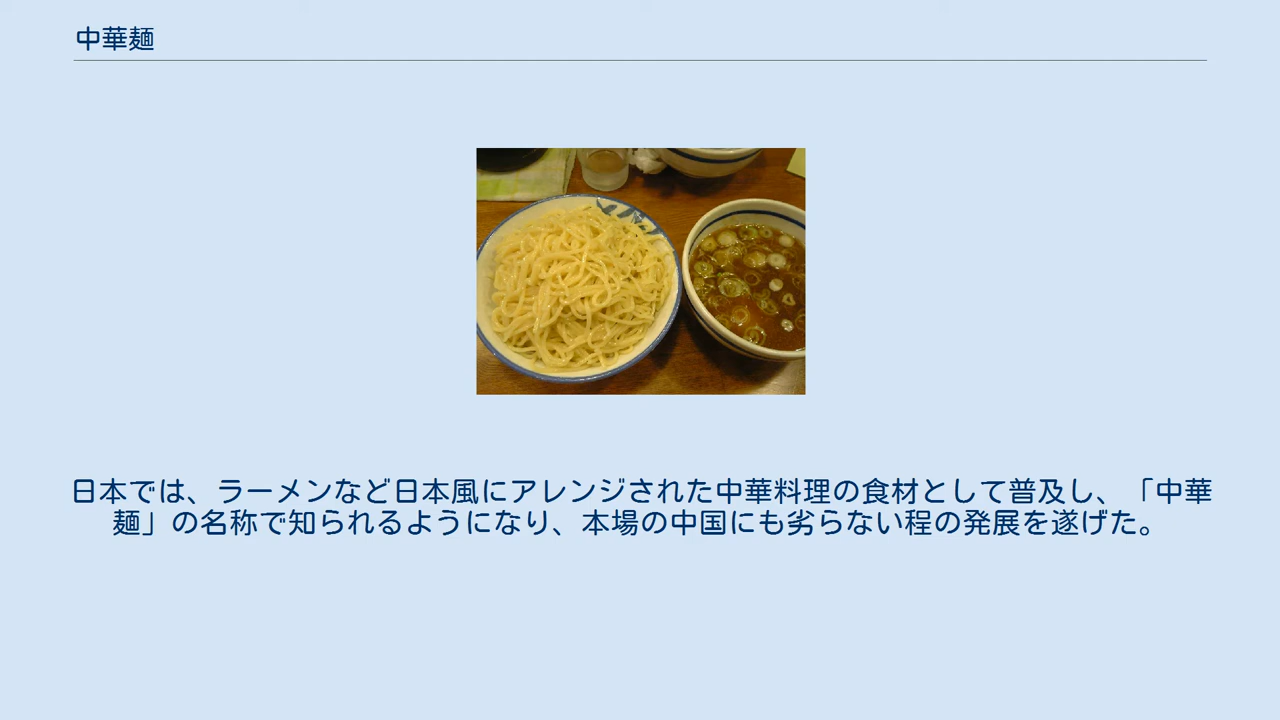 中華麺
日本では、ラーメンなど日本風にアレンジされた中華料理の食材として普及し、「中華
麺」の名称で知られるようになり、本場の中国にも劣らない程の発展を遂げた。